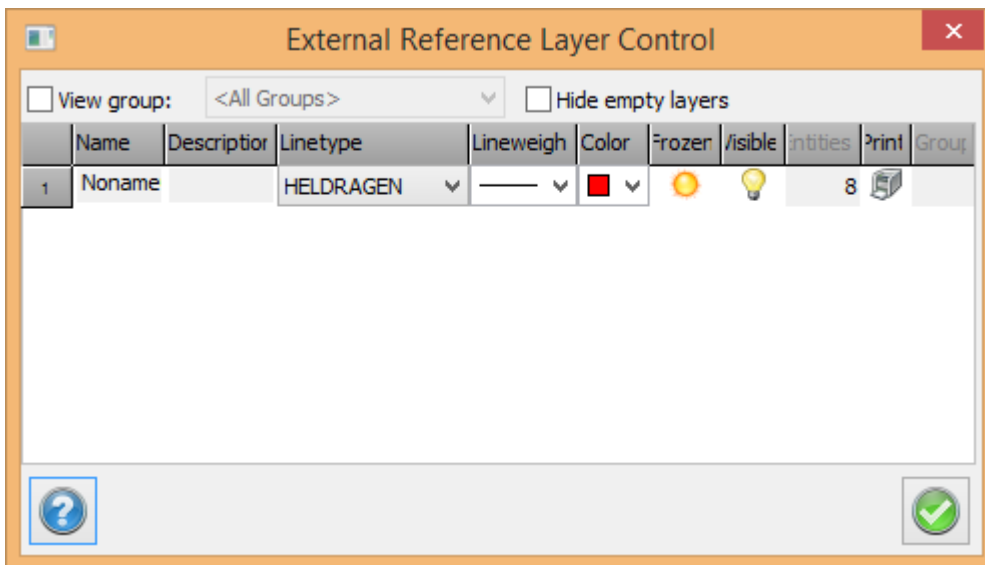 External Reference Layer Control
View group: <All Groups> Hide empty layers
Name Description Linetype Lineweigh Color Frozen Visible Entities Print Group
1 Noname HELDRAGEN 8